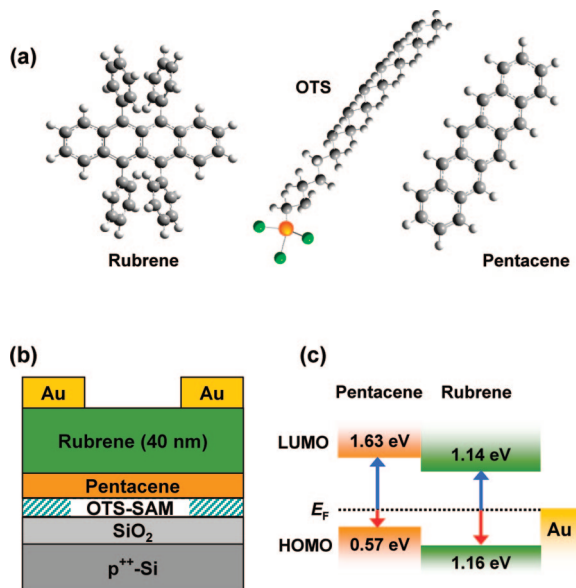 (a)
OTS
Rubrene
Pentacene
(b)
Au Au
Rubrene (40 nm)
Pentacene
OTS-SAM
SiO₂
p⁺⁺-Si
(c)
Pentacene Rubrene
LUMO 1.63 eV 1.14 eV
E_F
Au
HOMO 0.57 eV 1.16 eV